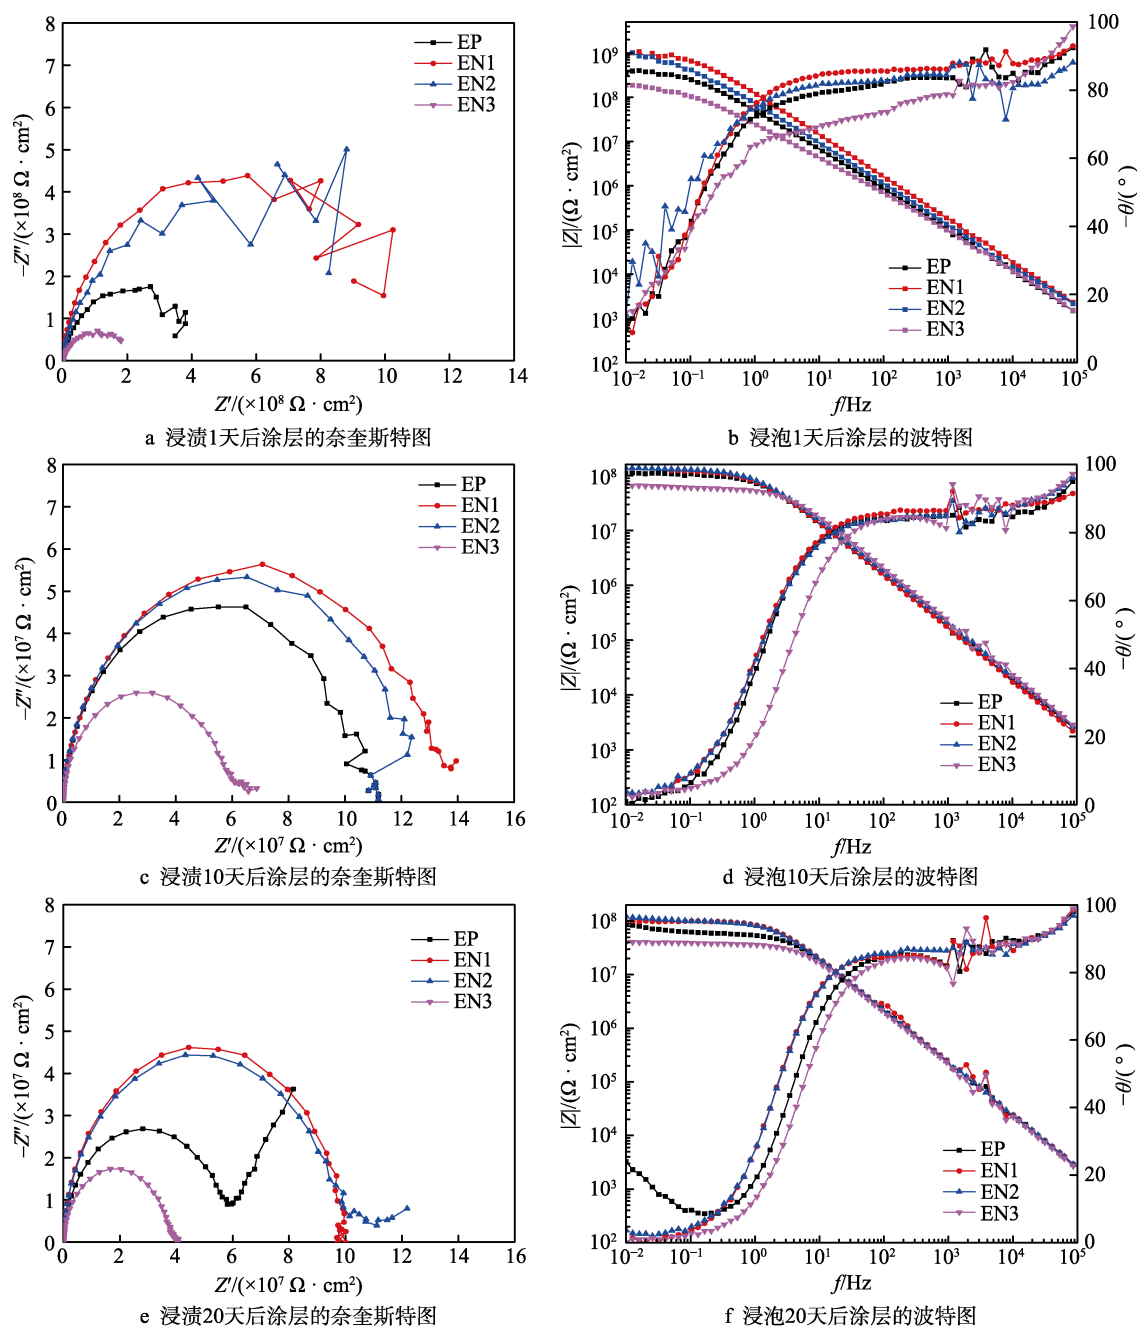 8
7
6
5
4
3
2
1
0
0 2 4 6 8 10 12 14
−Z″/(×10⁸ Ω · cm²)
Z′/(×10⁸ Ω · cm²)
EP
EN1
EN2
EN3
a 浸渍1天后涂层的奈奎斯特图
10⁹
10⁸
10⁷
10⁶
10⁵
10⁴
10³
10²
|Z|/(Ω · cm²)
10⁻² 10⁻¹ 10⁰ 10¹ 10² 10³ 10⁴ 10⁵
f/Hz
100
80
60
40
20
0
−θ/(°)
EP
EN1
EN2
EN3
b 浸泡1天后涂层的波特图
8
7
6
5
4
3
2
1
0
0 2 4 6 8 10 12 14 16
−Z″/(×10⁷ Ω · cm²)
Z′/(×10⁷ Ω · cm²)
EP
EN1
EN2
EN3
c 浸渍10天后涂层的奈奎斯特图
10⁸
10⁷
10⁶
10⁵
10⁴
10³
10²
|Z|/(Ω · cm²)
10⁻² 10⁻¹ 10⁰ 10¹ 10² 10³ 10⁴ 10⁵
f/Hz
100
80
60
40
20
0
−θ/(°)
EP
EN1
EN2
EN3
d 浸泡10天后涂层的波特图
8
7
6
5
4
3
2
1
0
0 2 4 6 8 10 12 14 16
−Z″/(×10⁷ Ω · cm²)
Z′/(×10⁷ Ω · cm²)
EP
EN1
EN2
EN3
e 浸渍20天后涂层的奈奎斯特图
10⁸
10⁷
10⁶
10⁵
10⁴
10³
10²
|Z|/(Ω · cm²)
10⁻² 10⁻¹ 10⁰ 10¹ 10² 10³ 10⁴ 10⁵
f/Hz
100
80
60
40
20
0
−θ/(°)
EP
EN1
EN2
EN3
f 浸泡20天后涂层的波特图